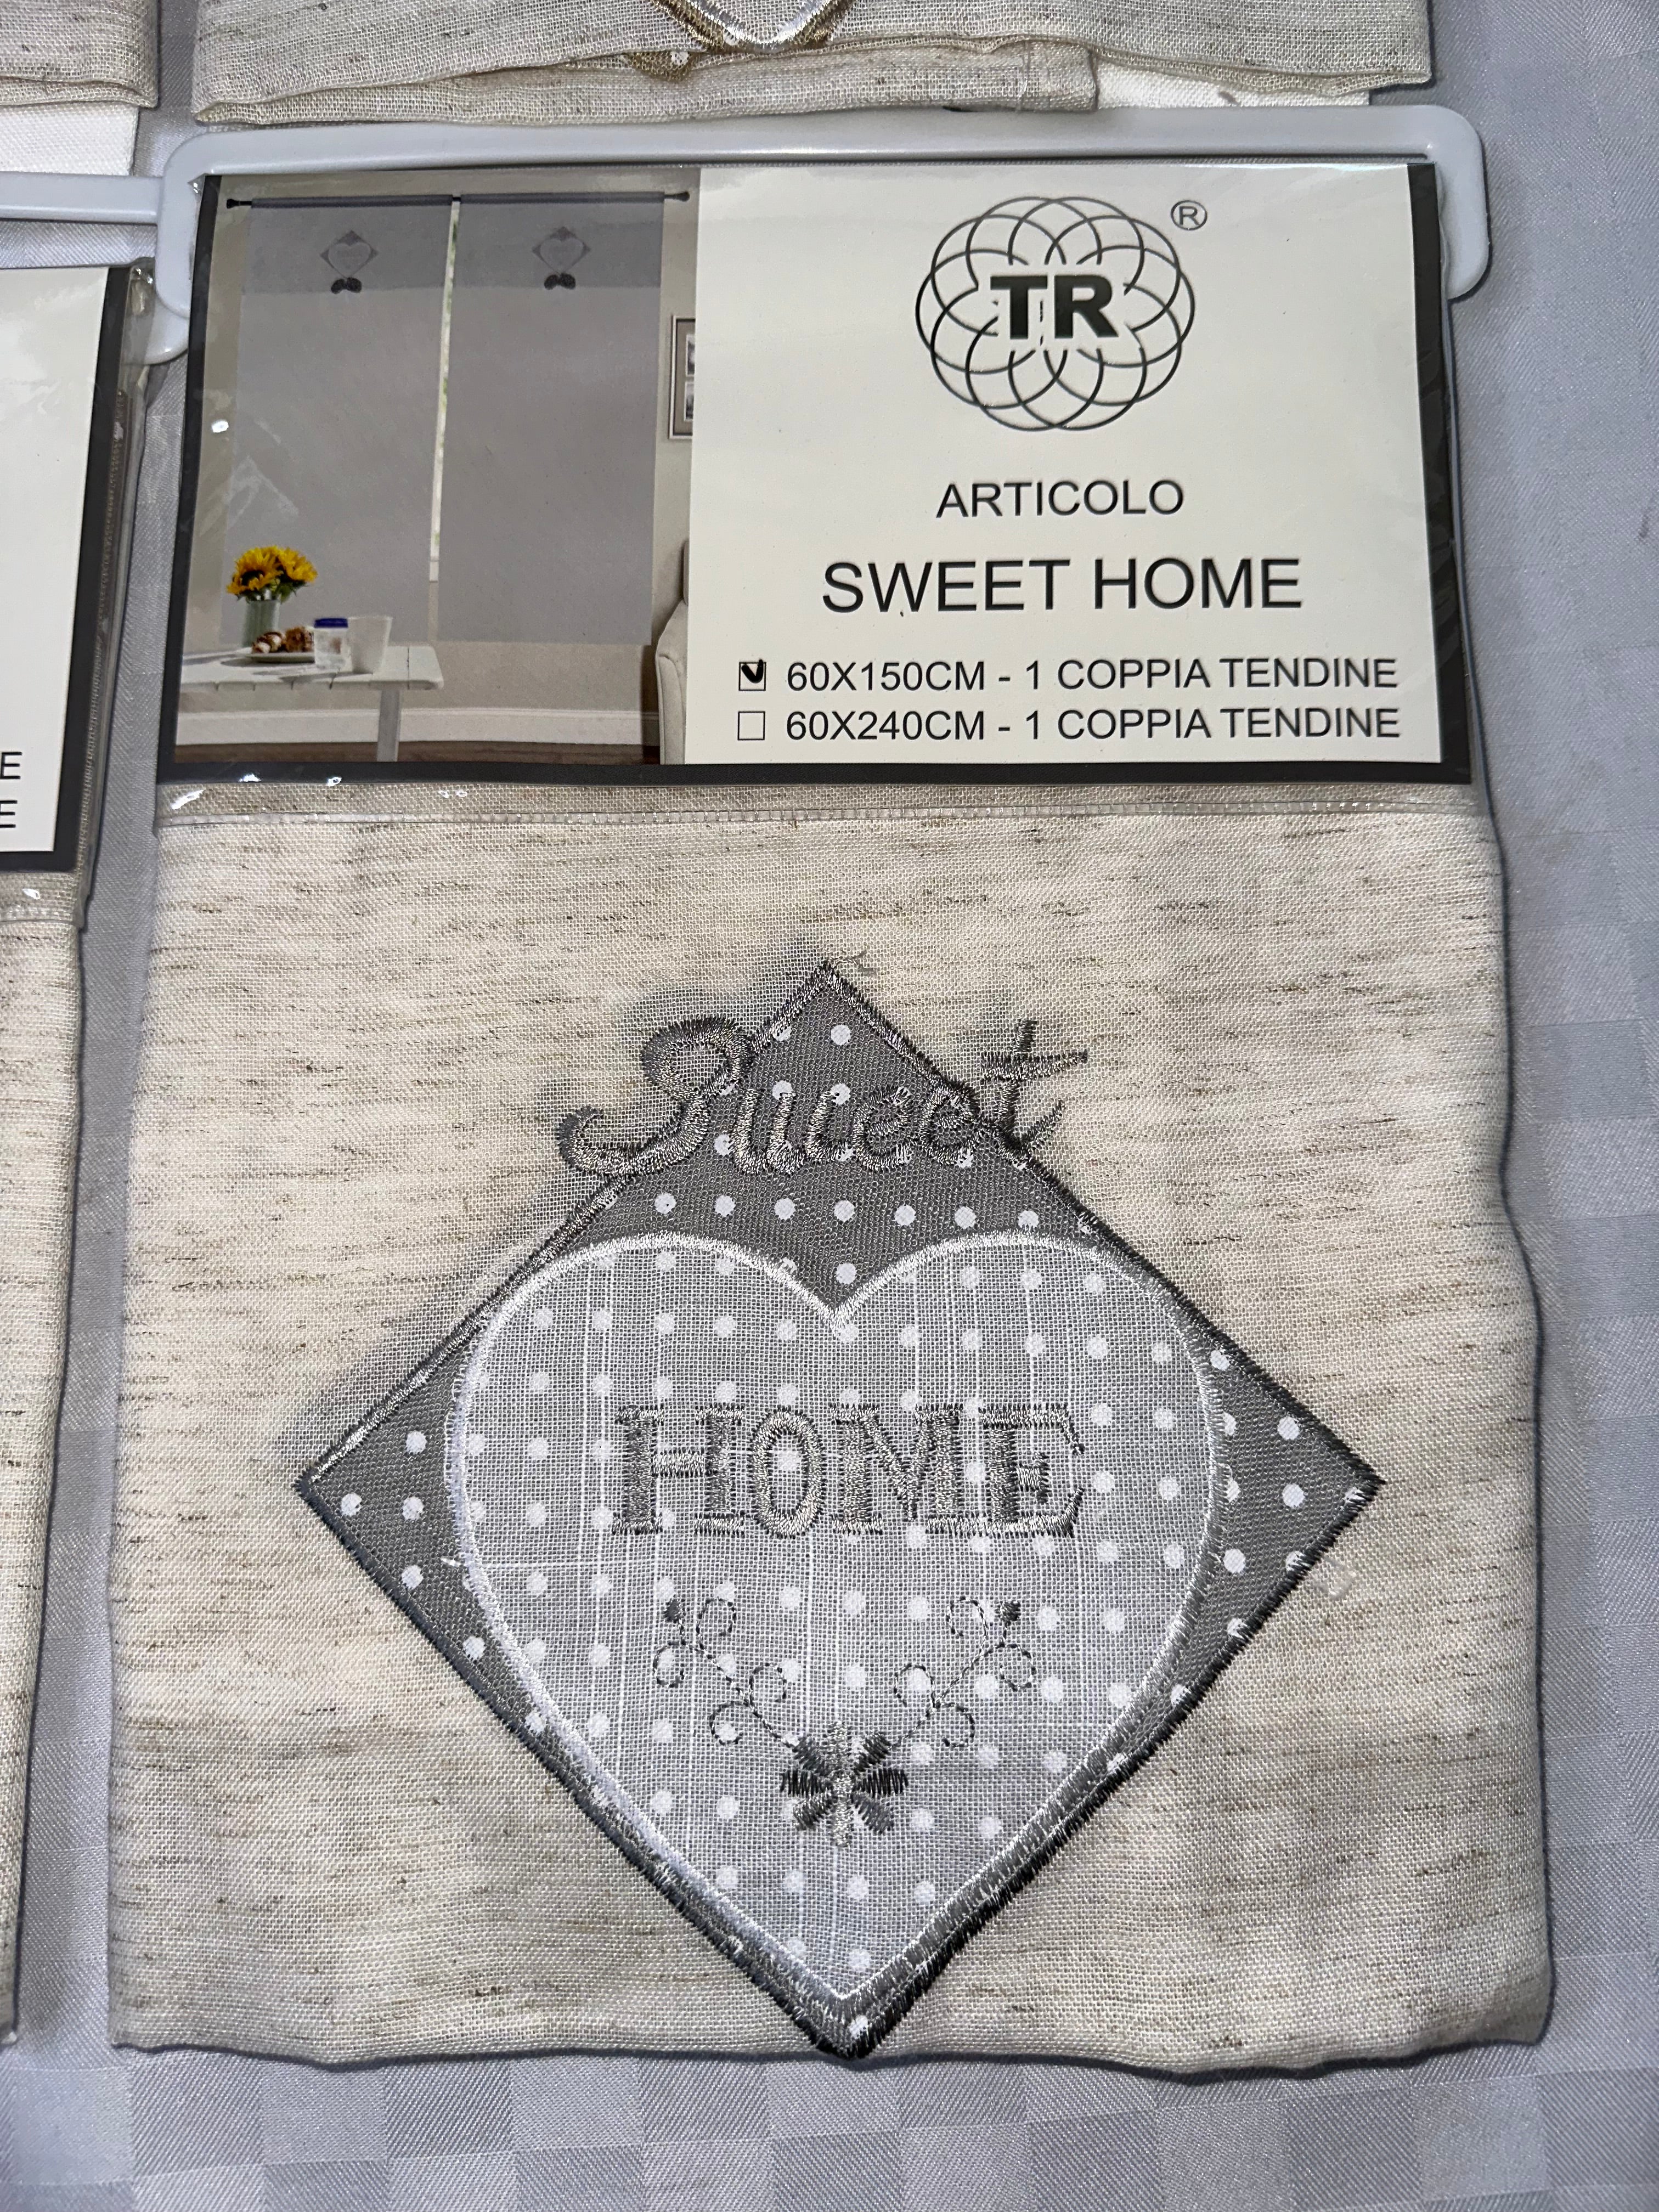 ®
TR
ARTICOLO
SWEET HOME
60X150CM - 1 COPPIA TENDINE
60X240CM - 1 COPPIA TENDINE
E
E
Sweet
HOME